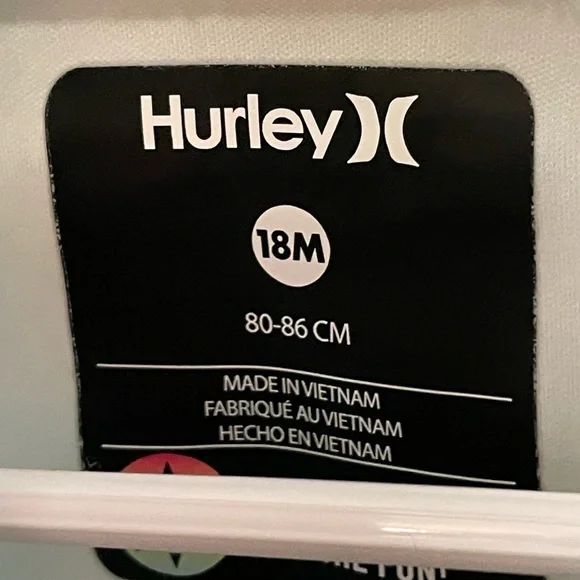 Hurley
18M
80-86 CM
MADE IN VIETNAM
FABRIQUÉ AU VIETNAM
HECHO EN VIETNAM